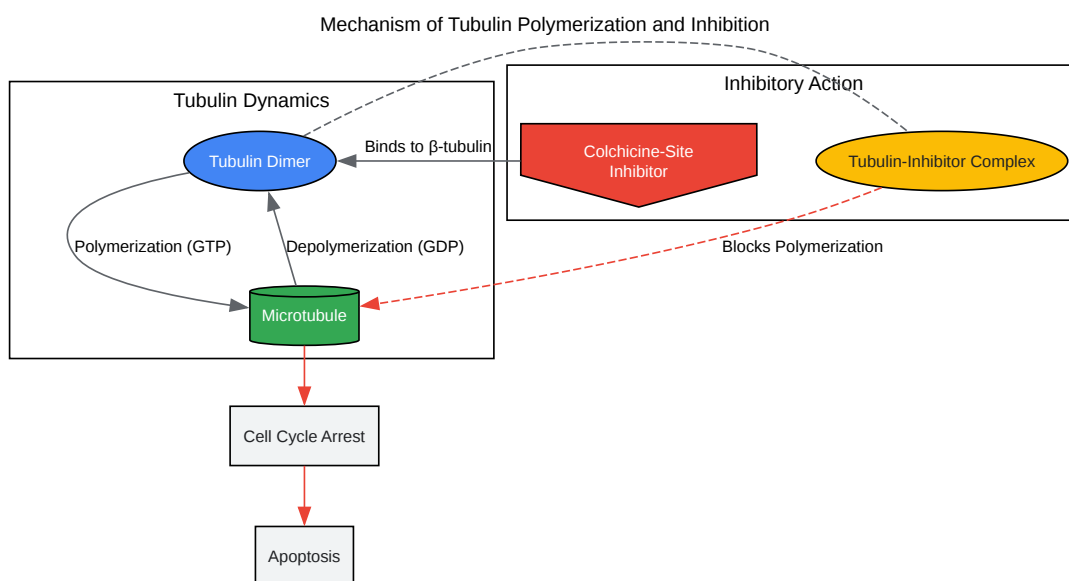 Mechanism of Tubulin Polymerization and Inhibition
Tubulin Dynamics
Inhibitory Action
Tubulin Dimer
Binds to β-tubulin
Colchicine-Site
Inhibitor
Tubulin-Inhibitor Complex
Polymerization (GTP)
Depolymerization (GDP)
Blocks Polymerization
Microtubule
Cell Cycle Arrest
Apoptosis